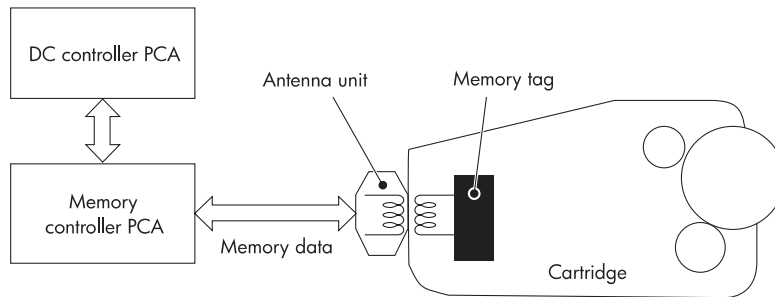 DC controller PCA
Antenna unit
Memory tag
Memory
controller PCA
Memory data
Cartridge